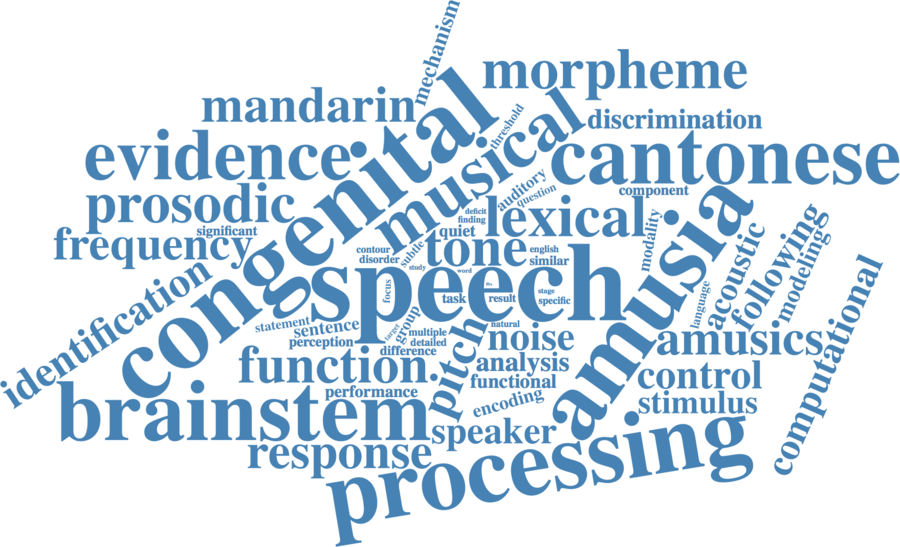 mechanism
morpheme
mandarin
congenital
musical
threshold
discrimination
evidence
cantonese
auditory
question
component
prosodic
deficit
finding
lexical
amusia
significant
quiet
frequency
contour
disorder
subtle
tone
english
similar
modality
acoustic
following
modeling
study
word
speech
identification
focus
task
result
stage
specific
language
computational
statement
sentence
perception
target
group
natural
multiple
detailed
difference
pitch
noise
amusics
function
analysis
functional
control
performance
encoding
stimulus
brainstem
speaker
response
processing